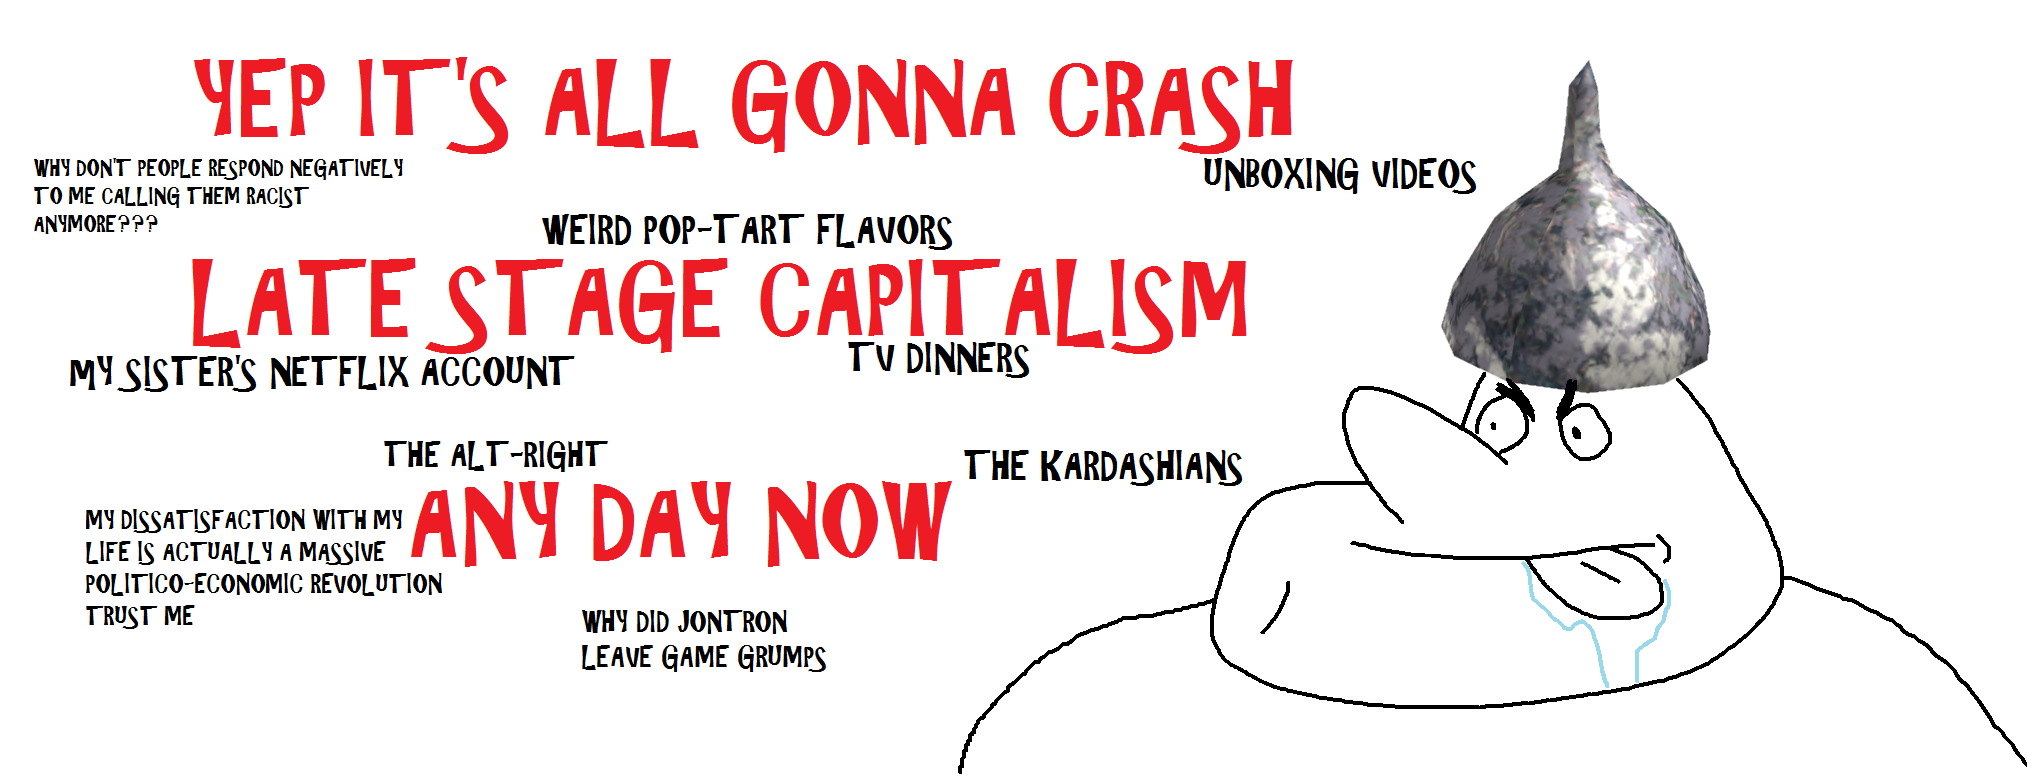 YEP IT'S ALL GONNA CRASH
WHY DON'T PEOPLE RESPOND NEGATIVELY
TO ME CALLING THEM RACIST
ANYMORE???
UNBOXING VIDEOS
WEIRD POP-TART FLAVORS
LATE STAGE CAPITALISM
MY SISTER'S NETFLIX ACCOUNT
TV DINNERS
THE ALT-RIGHT
THE KARDASHIANS
ANY DAY NOW
MY DISSATISFACTION WITH MY
LIFE IS ACTUALLY A MASSIVE
POLITICO-ECONOMIC REVOLUTION
TRUST ME
WHY DID JONTRON
LEAVE GAME GRUMPS